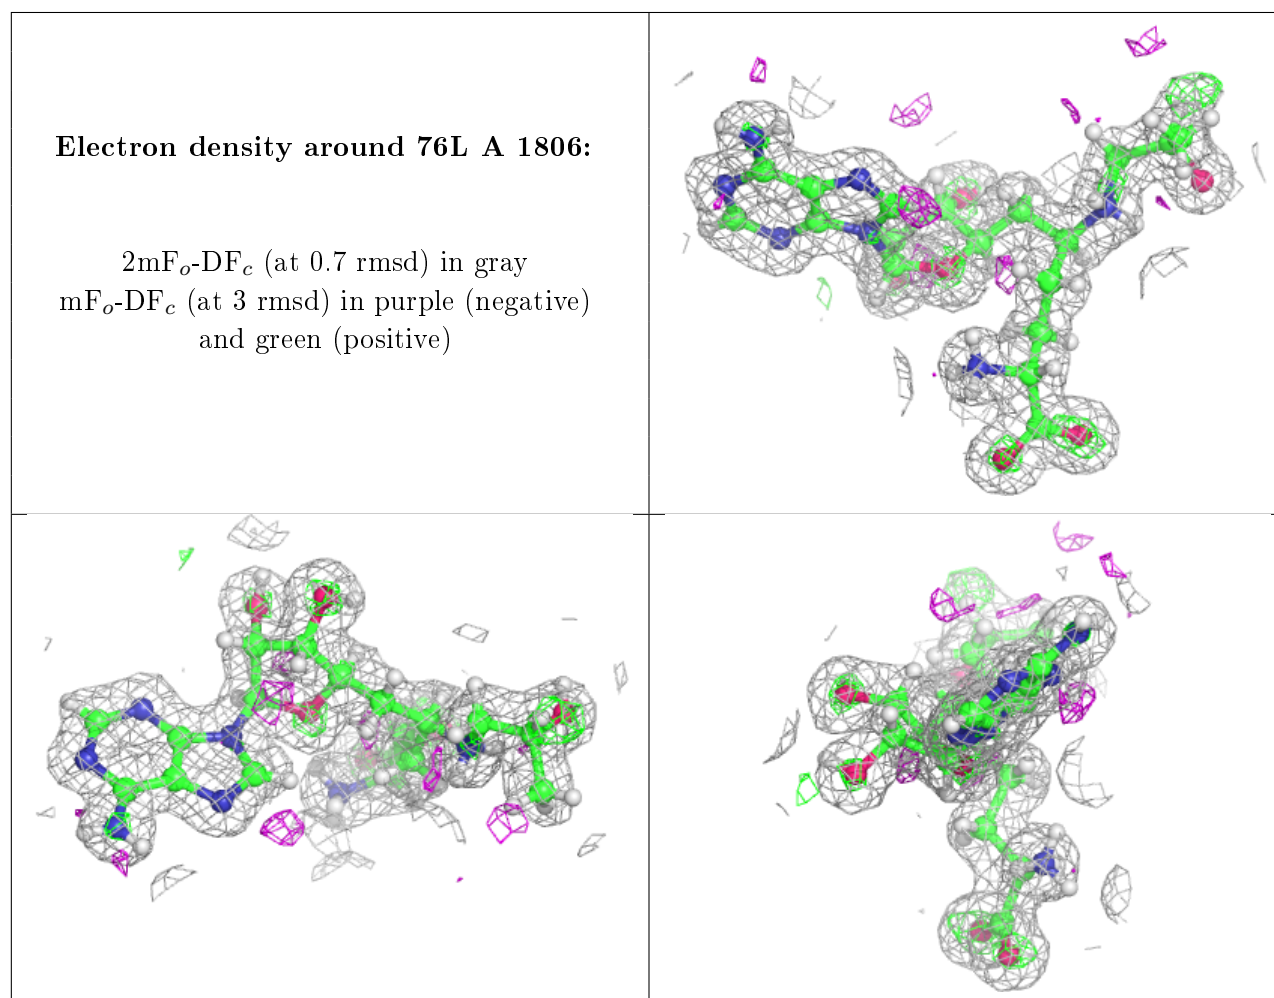 Electron density around 76L A 1806:
2mFₒ-DF𝒸 (at 0.7 rmsd) in gray
mFₒ-DF𝒸 (at 3 rmsd) in purple (negative)
and green (positive)